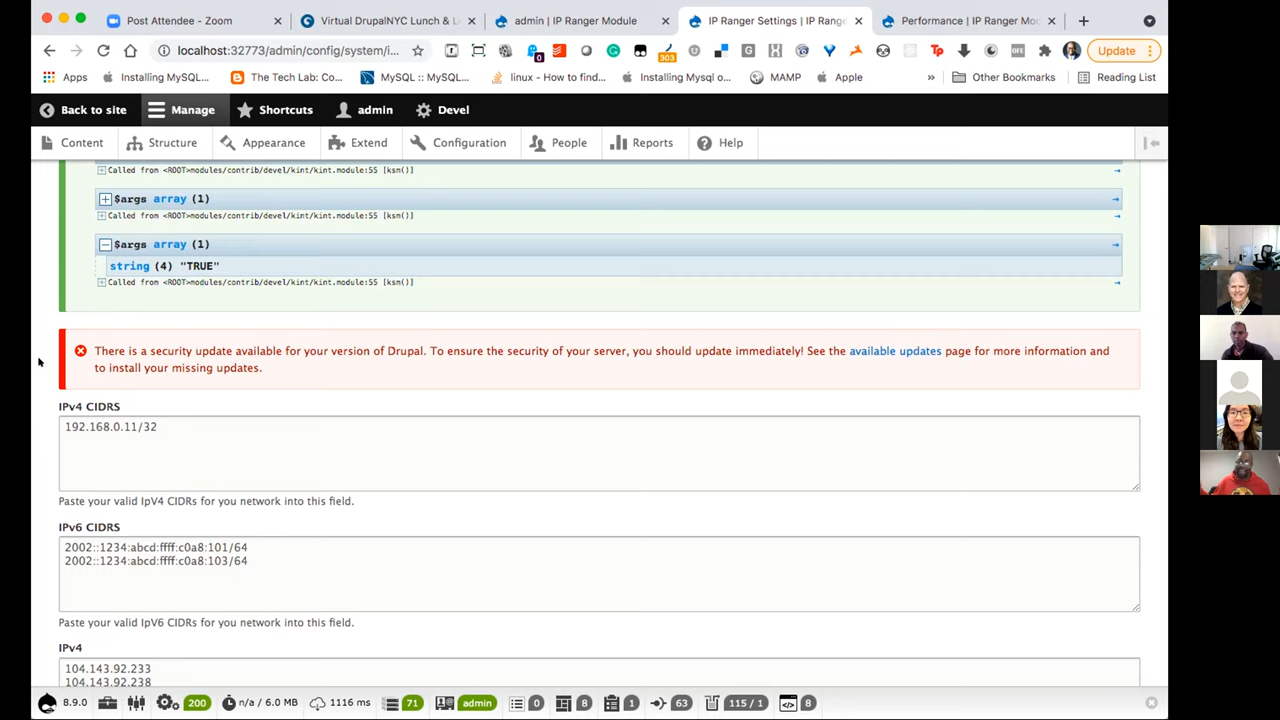 Post Attendee - Zoom
Virtual DrupalNYC Lunch & L
admin | IP Ranger Module
IP Ranger Settings | IP Range
Performance | IP Ranger Mo
localhost:32773/admin/config/system/i...
0
303
Update
Apps
Installing MySQL...
The Tech Lab: Co...
MySQL :: MySQL...
linux - How to find...
Installing Mysql o...
MAMP
Apple
»
Other Bookmarks
Reading List
Back to site
Manage
Shortcuts
admin
Devel
Content
Structure
Appearance
Extend
Configuration
People
Reports
Help
Called from <ROOT>modules/contrib/devel/kint/kint.module:55 [ksm()]
$args array (1)
Called from <ROOT>modules/contrib/devel/kint/kint.module:55 [ksm()]
$args array (1)
string (4) "TRUE"
Called from <ROOT>modules/contrib/devel/kint/kint.module:55 [ksm()]
There is a security update available for your version of Drupal. To ensure the security of your server, you should update immediately! See the available updates page for more information and
to install your missing updates.
IPv4 CIDRS
192.168.0.11/32
Paste your valid IpV4 CIDRs for you network into this field.
IPv6 CIDRS
2002::1234:abcd:ffff:c0a8:101/64
2002::1234:abcd:ffff:c0a8:103/64
Paste your valid IpV6 CIDRs for you network into this field.
IPv4
104.143.92.233
104.143.92.238
8.9.0
200
n/a / 6.0 MB
1116 ms
71
admin
0
8
1
63
115 / 1
8